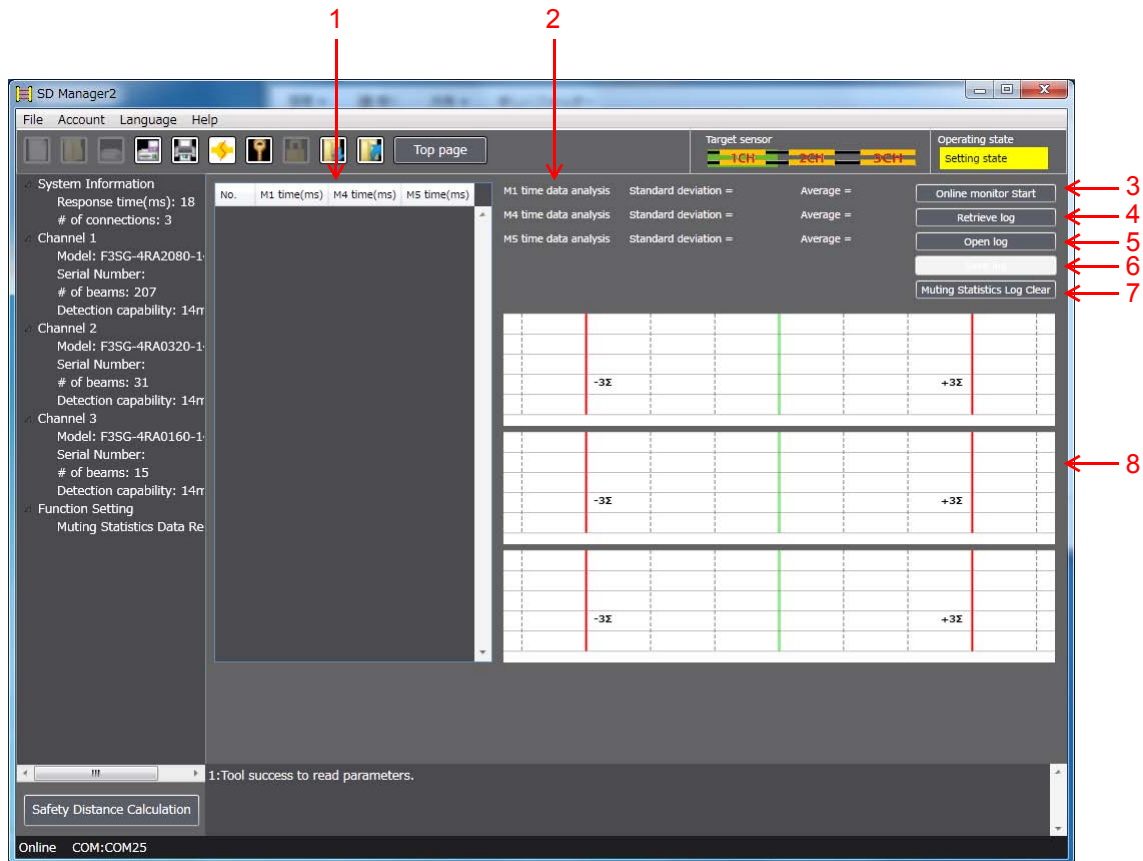 1
2
SD Manager2
File Account Language Help
Top page
Target sensor
1CH 2CH 3CH
Operating state
Setting state
System Information
Response time(ms): 18
# of connections: 3
Channel 1
Model: F3SG-4RA2080-1
Serial Number:
# of beams: 207
Detection capability: 14m
Channel 2
Model: F3SG-4RA0320-1
Serial Number:
# of beams: 31
Detection capability: 14m
Channel 3
Model: F3SG-4RA0160-1
Serial Number:
# of beams: 15
Detection capability: 14m
Function Setting
Muting Statistics Data Re
No. M1 time(ms) M4 time(ms) M5 time(ms)
M1 time data analysis Standard deviation = Average =
M4 time data analysis Standard deviation = Average =
M5 time data analysis Standard deviation = Average =
Online monitor Start
3
Retrieve log
4
Open log
5
6
Muting Statistics Log Clear
7
-3Σ +3Σ
-3Σ +3Σ
8
-3Σ +3Σ
1:Tool success to read parameters.
Safety Distance Calculation
Online COM:COM25